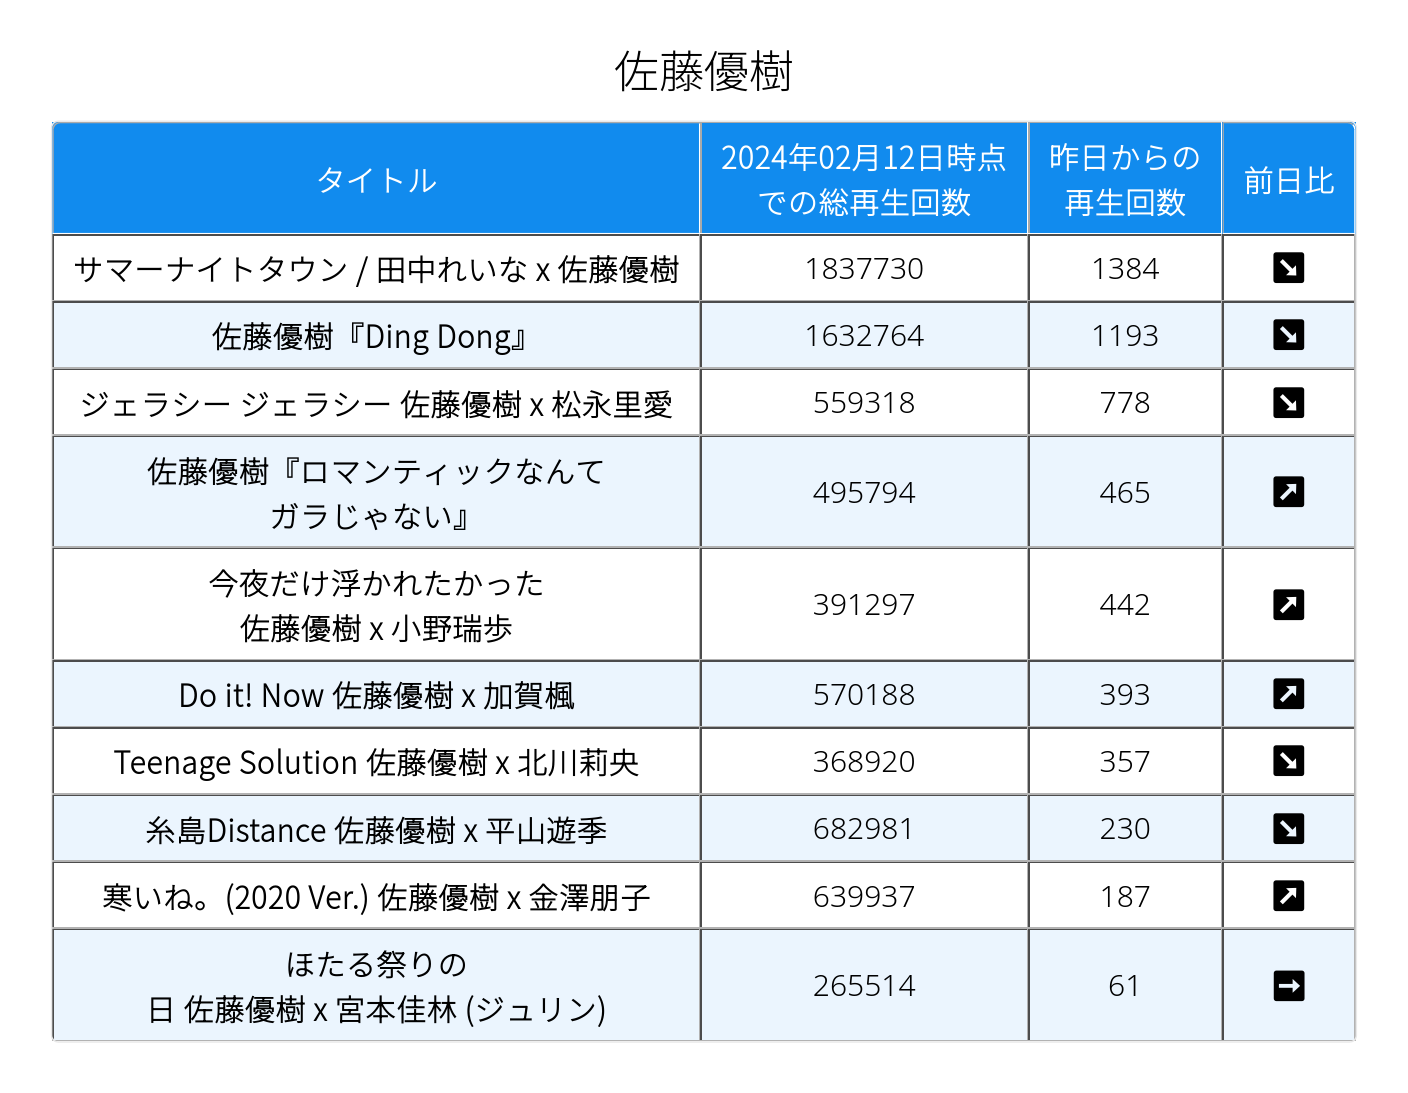 佐藤優樹
タイトル
2024年02月12日時点
での総再生回数
昨日からの
再生回数
前日比
サマーナイトタウン / 田中れいな x 佐藤優樹
1837730
1384
佐藤優樹『Ding Dong』
1632764
1193
ジェラシー ジェラシー 佐藤優樹 x 松永里愛
559318
778
佐藤優樹『ロマンティックなんて
ガラじゃない』
495794
465
今夜だけ浮かれたかった
佐藤優樹 x 小野瑞歩
391297
442
Do it! Now 佐藤優樹 x 加賀楓
570188
393
Teenage Solution 佐藤優樹 x 北川莉央
368920
357
糸島Distance 佐藤優樹 x 平山遊季
682981
230
寒いね。(2020 Ver.) 佐藤優樹 x 金澤朋子
639937
187
ほたる祭りの
日 佐藤優樹 x 宮本佳林 (ジュリン)
265514
61